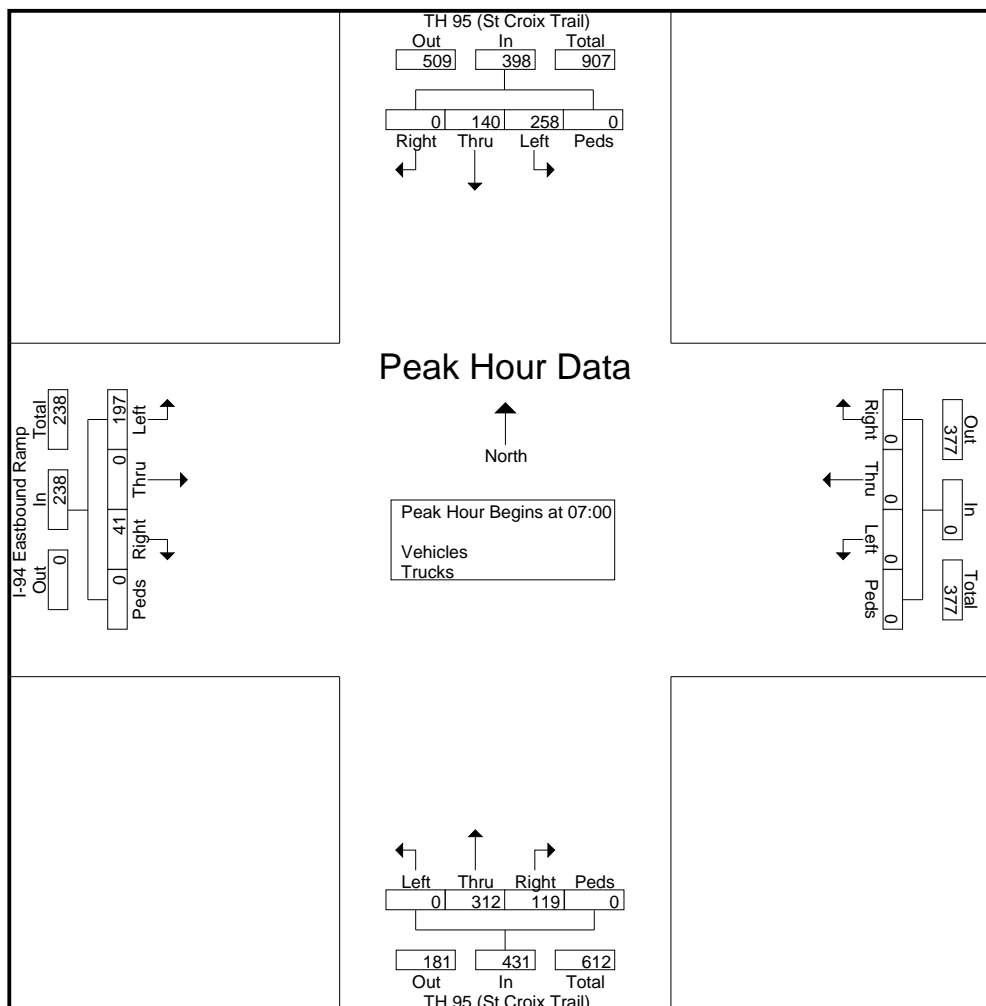 TH 95 (St Croix Trail)
Out In Total
509 398 907
0 140 258 0
Right Thru Left Peds
Peak Hour Data
North
Peak Hour Begins at 07:00
Vehicles
Trucks
I-94 Eastbound Ramp
Out In Total
0 238 238
197 0 41 0
Left Thru Right Peds
Right Thru Left Peds
0 0 0 0
Out In Total
377 0 377
Left Thru Right Peds
0 312 119 0
181 431 612
Out In Total
TH 95 (St Croix Trail)